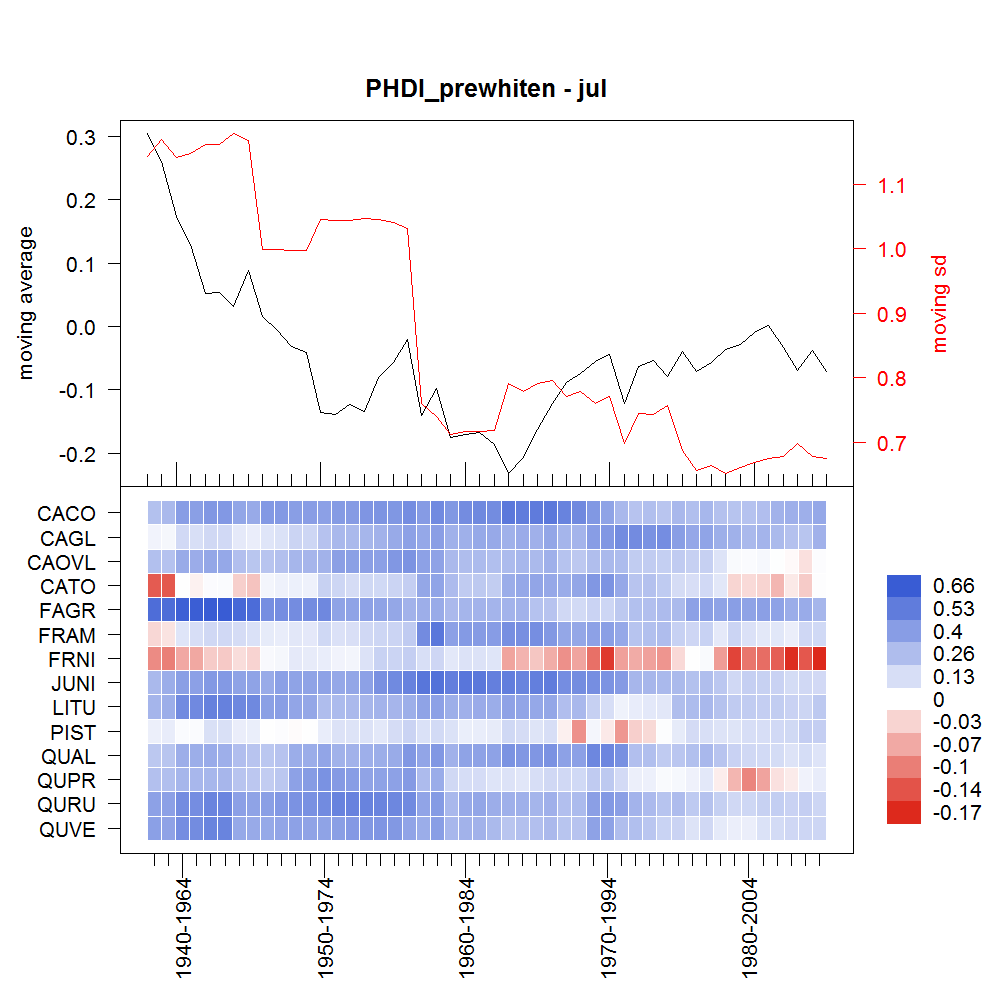 PHDI_prewhiten - jul
moving average
0.3
0.2
0.1
0.0
-0.1
-0.2
1.1
1.0
0.9
0.8
0.7
moving sd
CACO
CAGL
CAOVL
CATO
FAGR
FRAM
FRNI
JUNI
LITU
PIST
QUAL
QUPR
QURU
QUVE
0.66
0.53
0.4
0.26
0.13
0
-0.03
-0.07
-0.1
-0.14
-0.17
1940-1964
1950-1974
1960-1984
1970-1994
1980-2004